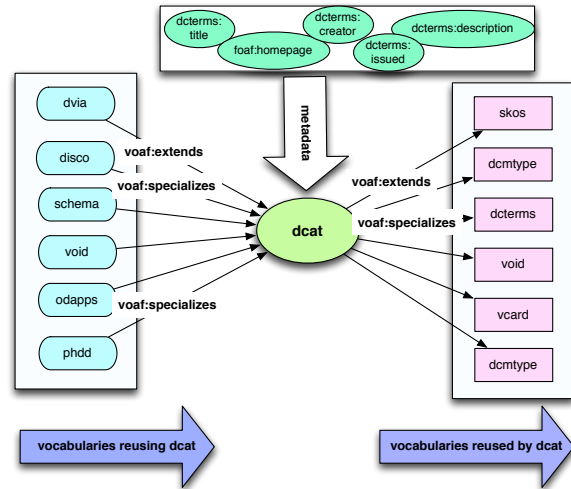 dcterms:
title
foaf:homepage
dcterms:
creator
dcterms:
issued
dcterms:description
metadata
dvia
disco
schema
void
odapps
phdd
voaf:extends
voaf:specializes
voaf:specializes
dcat
voaf:extends
voaf:specializes
skos
dcmtype
dcterms
void
vcard
dcmtype
vocabularies reusing dcat
vocabularies reused by dcat